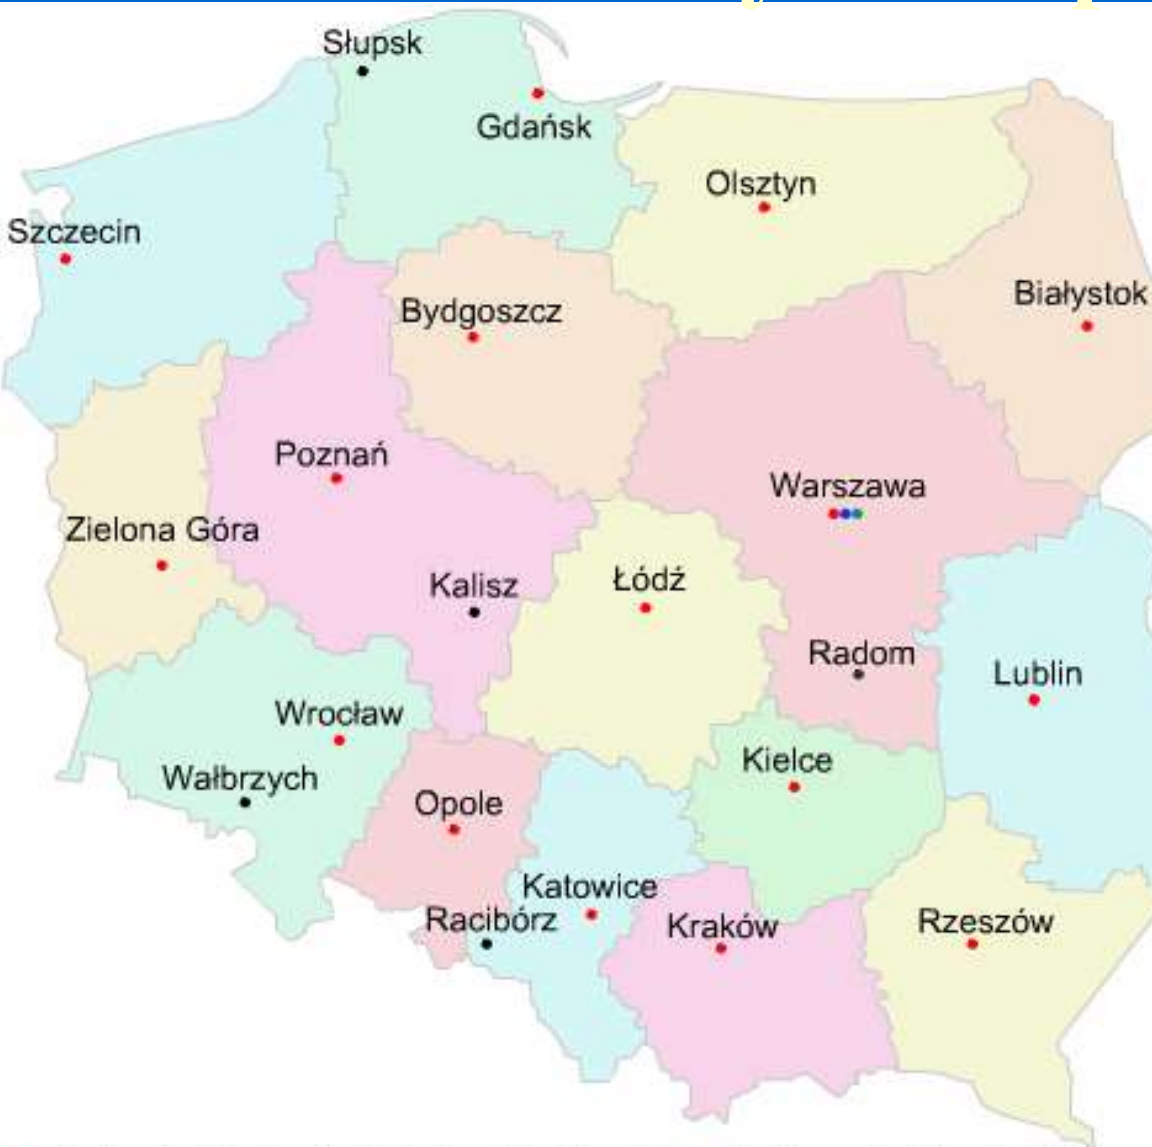 Słupsk
Gdańsk
Olsztyn
Szczecin
Białystok
Bydgoszcz
Poznań
Warszawa
Zielona Góra
Łódź
Kalisz
Radom
Lublin
Wrocław
Kielce
Wałbrzych
Opole
Katowice
Racibórz
Kraków
Rzeszów